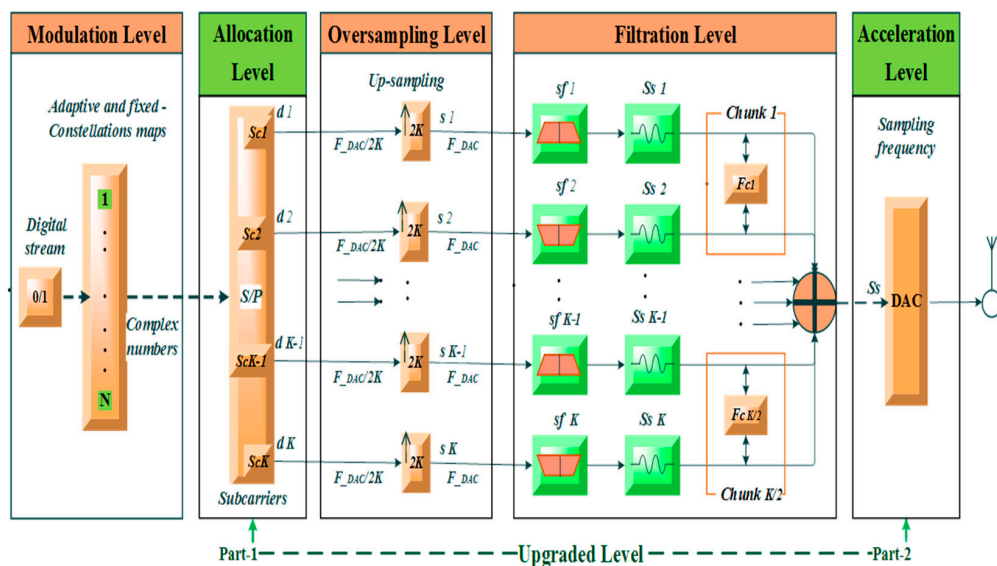 Modulation Level
Allocation
Level
Oversampling Level
Filtration Level
Acceleration
Level
Adaptive and fixed -
Constellations maps
Digital
stream
0/1
1
N
Complex
numbers
d 1
Sc1
d 2
Sc2
S/P
d K-1
ScK-1
d K
ScK
Subcarriers
Up-sampling
F_DAC/2K
2K
s 1
F_DAC
F_DAC/2K
2K
s 2
F_DAC
F_DAC/2K
2K
s K-1
F_DAC
F_DAC/2K
2K
s K
F_DAC
sf 1
Ss 1
Chunk 1
Fc1
sf 2
Ss 2
sf K-1
Ss K-1
Fc K/2
sf K
Ss K
Chunk K/2
Sampling
frequency
Ss
DAC
Part-1
Upgraded Level
Part-2